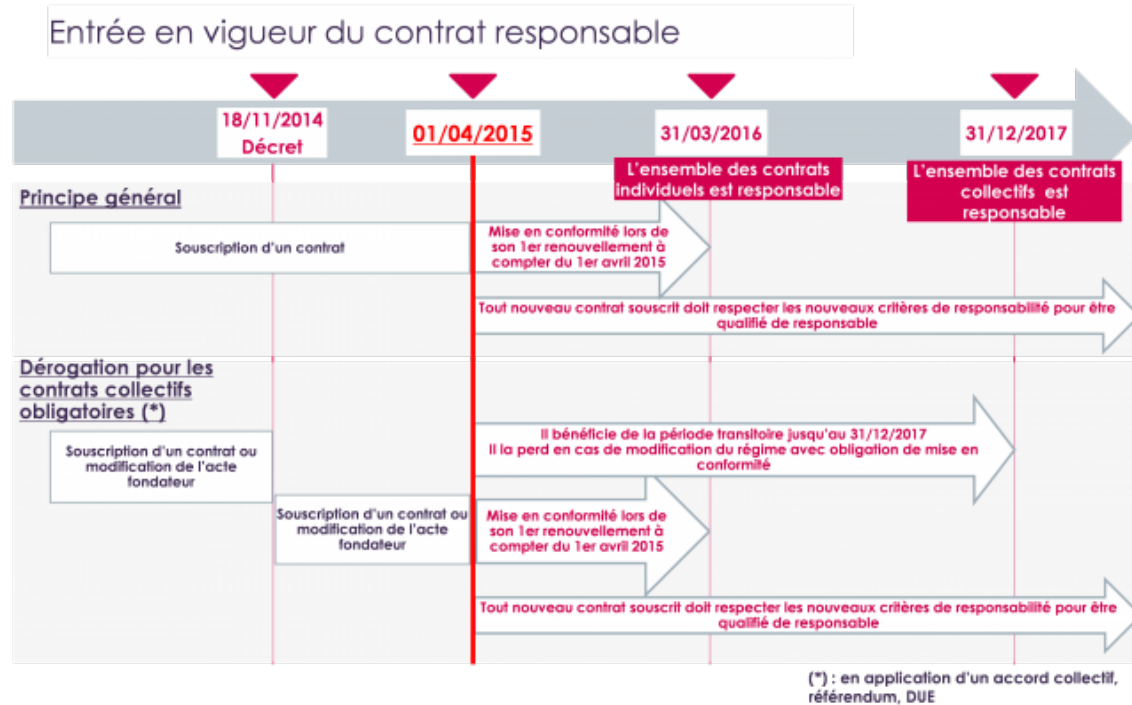 Entrée en vigueur du contrat responsable
18/11/2014
Décret
01/04/2015
31/03/2016
31/12/2017
L'ensemble des contrats
individuels est responsable
L'ensemble des contrats
collectifs est
responsable
Principe général
Souscription d'un contrat
Mise en conformité lors de
son 1er renouvellement à
compter du 1er avril 2015
Tout nouveau contrat souscrit doit respecter les nouveaux critères de responsabilité pour être
qualifié de responsable
Dérogation pour les
contrats collectifs
obligatoires (*)
Souscription d'un contrat ou
modification de l'acte
fondateur
Il bénéficie de la période transitoire jusqu'au 31/12/2017
Il la perd en cas de modification du régime avec obligation de mise en
conformité
Souscription d'un contrat ou
modification de l'acte
fondateur
Mise en conformité lors de
son 1er renouvellement à
compter du 1er avril 2015
Tout nouveau contrat souscrit doit respecter les nouveaux critères de responsabilité pour être
qualifié de responsable
(*) : en application d'un accord collectif,
référendum, DUE